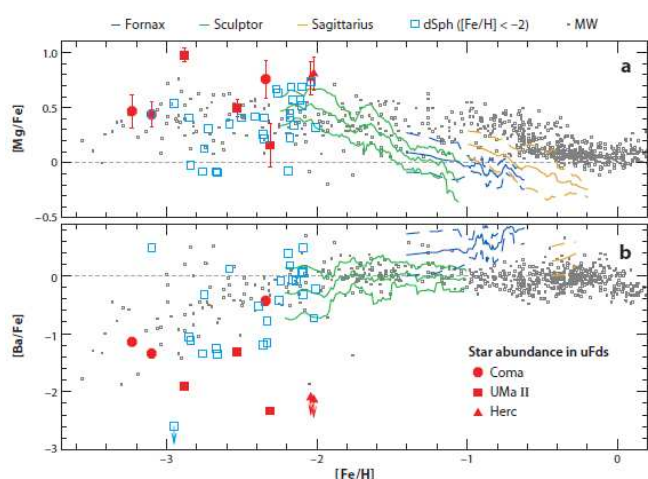 Fornax Sculptor Sagittarius dSph ([Fe/H] < −2) MW
1.0
0.5
0
−0.5
[Mg/Fe]
a
b
0
−1
−2
−3
[Ba/Fe]
Star abundance in uFds
Coma
UMa II
Herc
−3 −2 −1 0
[Fe/H]